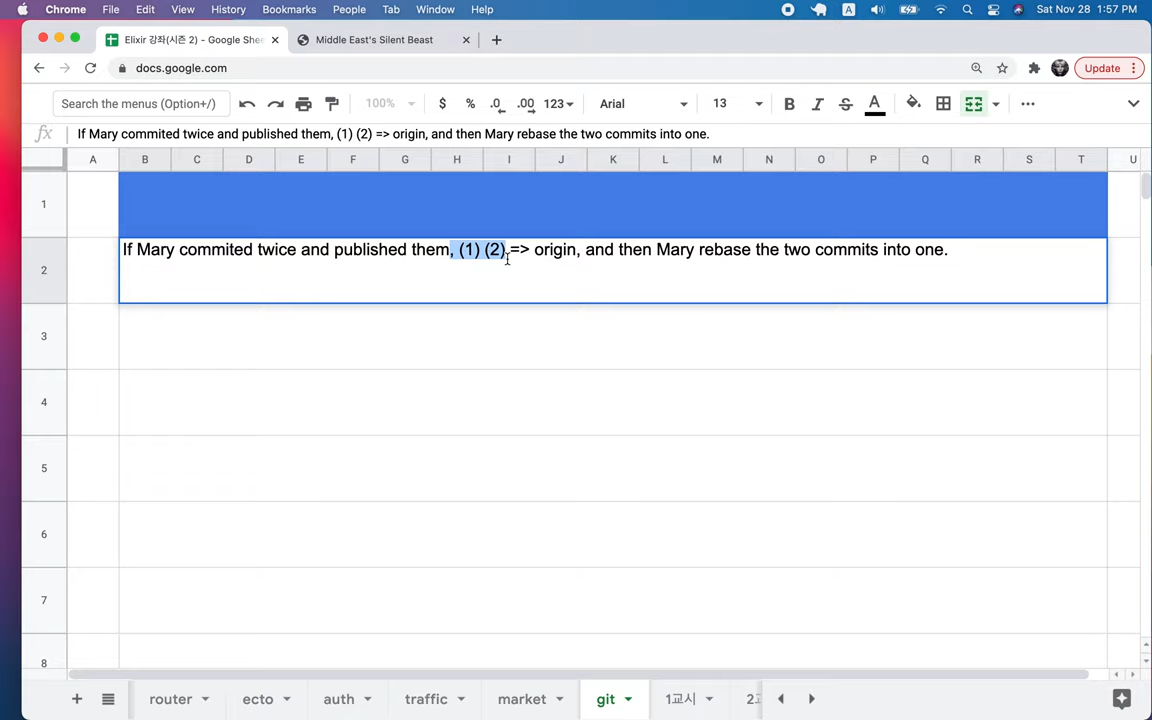 Chrome File Edit View History Bookmarks People Tab Window Help A Sat Nov 28 1:57 PM
Elixir 강좌(시즌 2) - Google She Middle East's Silent Beast
docs.google.com Update
Search the menus (Option+/) 100% $ % .0 .00 123 Arial 13 B I S A
fx If Mary commited twice and published them, (1) (2) => origin, and then Mary rebase the two commits into one.
A B C D E F G H I J K L M N O P Q R S T U
1
If Mary commited twice and published them, (1) (2) => origin, and then Mary rebase the two commits into one.
2
3
4
5
6
7
8
router ecto auth traffic market git 1교시